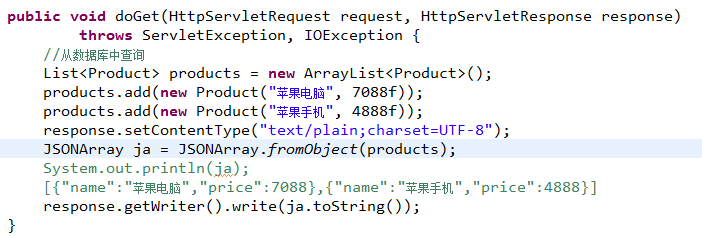 public void doGet(HttpServletRequest request, HttpServletResponse response)
throws ServletException, IOException {
//从数据库中查询
List<Product> products = new ArrayList<Product>();
products.add(new Product("苹果电脑", 7088f));
products.add(new Product("苹果手机", 4888f));
response.setContentType("text/plain;charset=UTF-8");
JSONArray ja = JSONArray.fromObject(products);
System.out.println(ja);
[{"name":"苹果电脑","price":7088},{"name":"苹果手机","price":4888}]
response.getWriter().write(ja.toString());
}